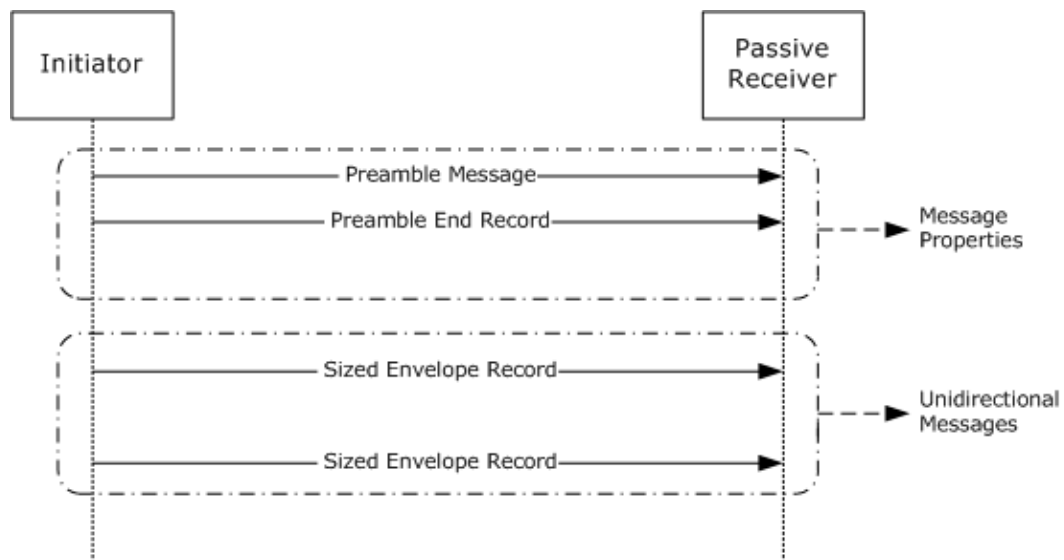 Initiator
Passive
Receiver
Preamble Message
Preamble End Record
Message
Properties
Sized Envelope Record
Unidirectional
Messages
Sized Envelope Record